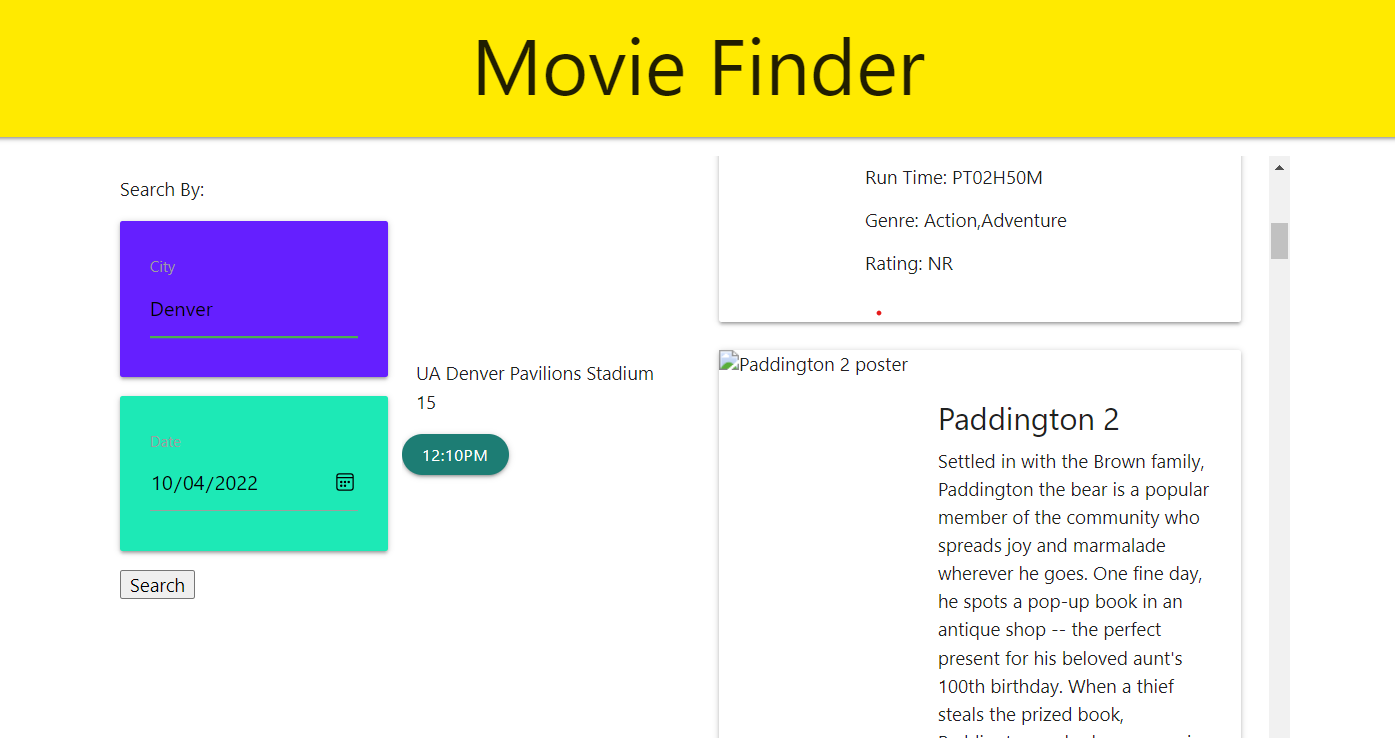 Movie Finder
Search By:
City
Denver
Date
10/04/2022
Search
UA Denver Pavilions Stadium
15
12:10PM
Run Time: PT02H50M
Genre: Action,Adventure
Rating: NR
Paddington 2 poster
Paddington 2
Settled in with the Brown family,
Paddington the bear is a popular
member of the community who
spreads joy and marmalade
wherever he goes. One fine day,
he spots a pop-up book in an
antique shop -- the perfect
present for his beloved aunt's
100th birthday. When a thief
steals the prized book,